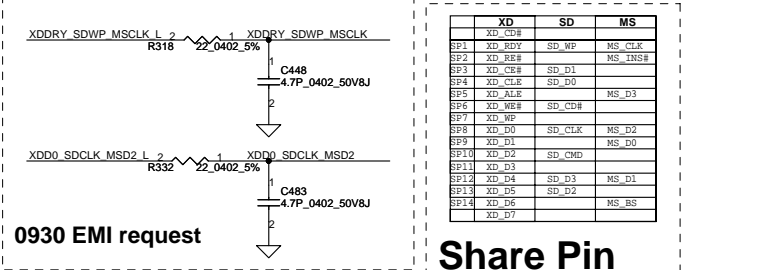 XDDRY_SDWP_MSCLK_L 2 1 XDDRY_SDWP_MSCLK
R318 22_0402_5%
1
C448
4.7P_0402_50V8J
2
XDD0_SDCLK_MSD2_L 2 1 XDD0_SDCLK_MSD2
R332 22_0402_5%
1
C483
4.7P_0402_50V8J
2
0930 EMI request
XD SD MS
XD_CD#
SP1 XD_RDY SD_WP MS_CLK
SP2 XD_RE# MS_INS#
SP3 XD_CE# SD_D1
SP4 XD_CLE SD_D0
SP5 XD_ALE MS_D3
SP6 XD_WE# SD_CD#
SP7 XD_WP
SP8 XD_D0 SD_CLK MS_D2
SP9 XD_D1 MS_D0
SP10 XD_D2 SD_CMD
SP11 XD_D3
SP12 XD_D4 SD_D3 MS_D1
SP13 XD_D5 SD_D2
SP14 XD_D6 MS_BS
XD_D7
Share Pin